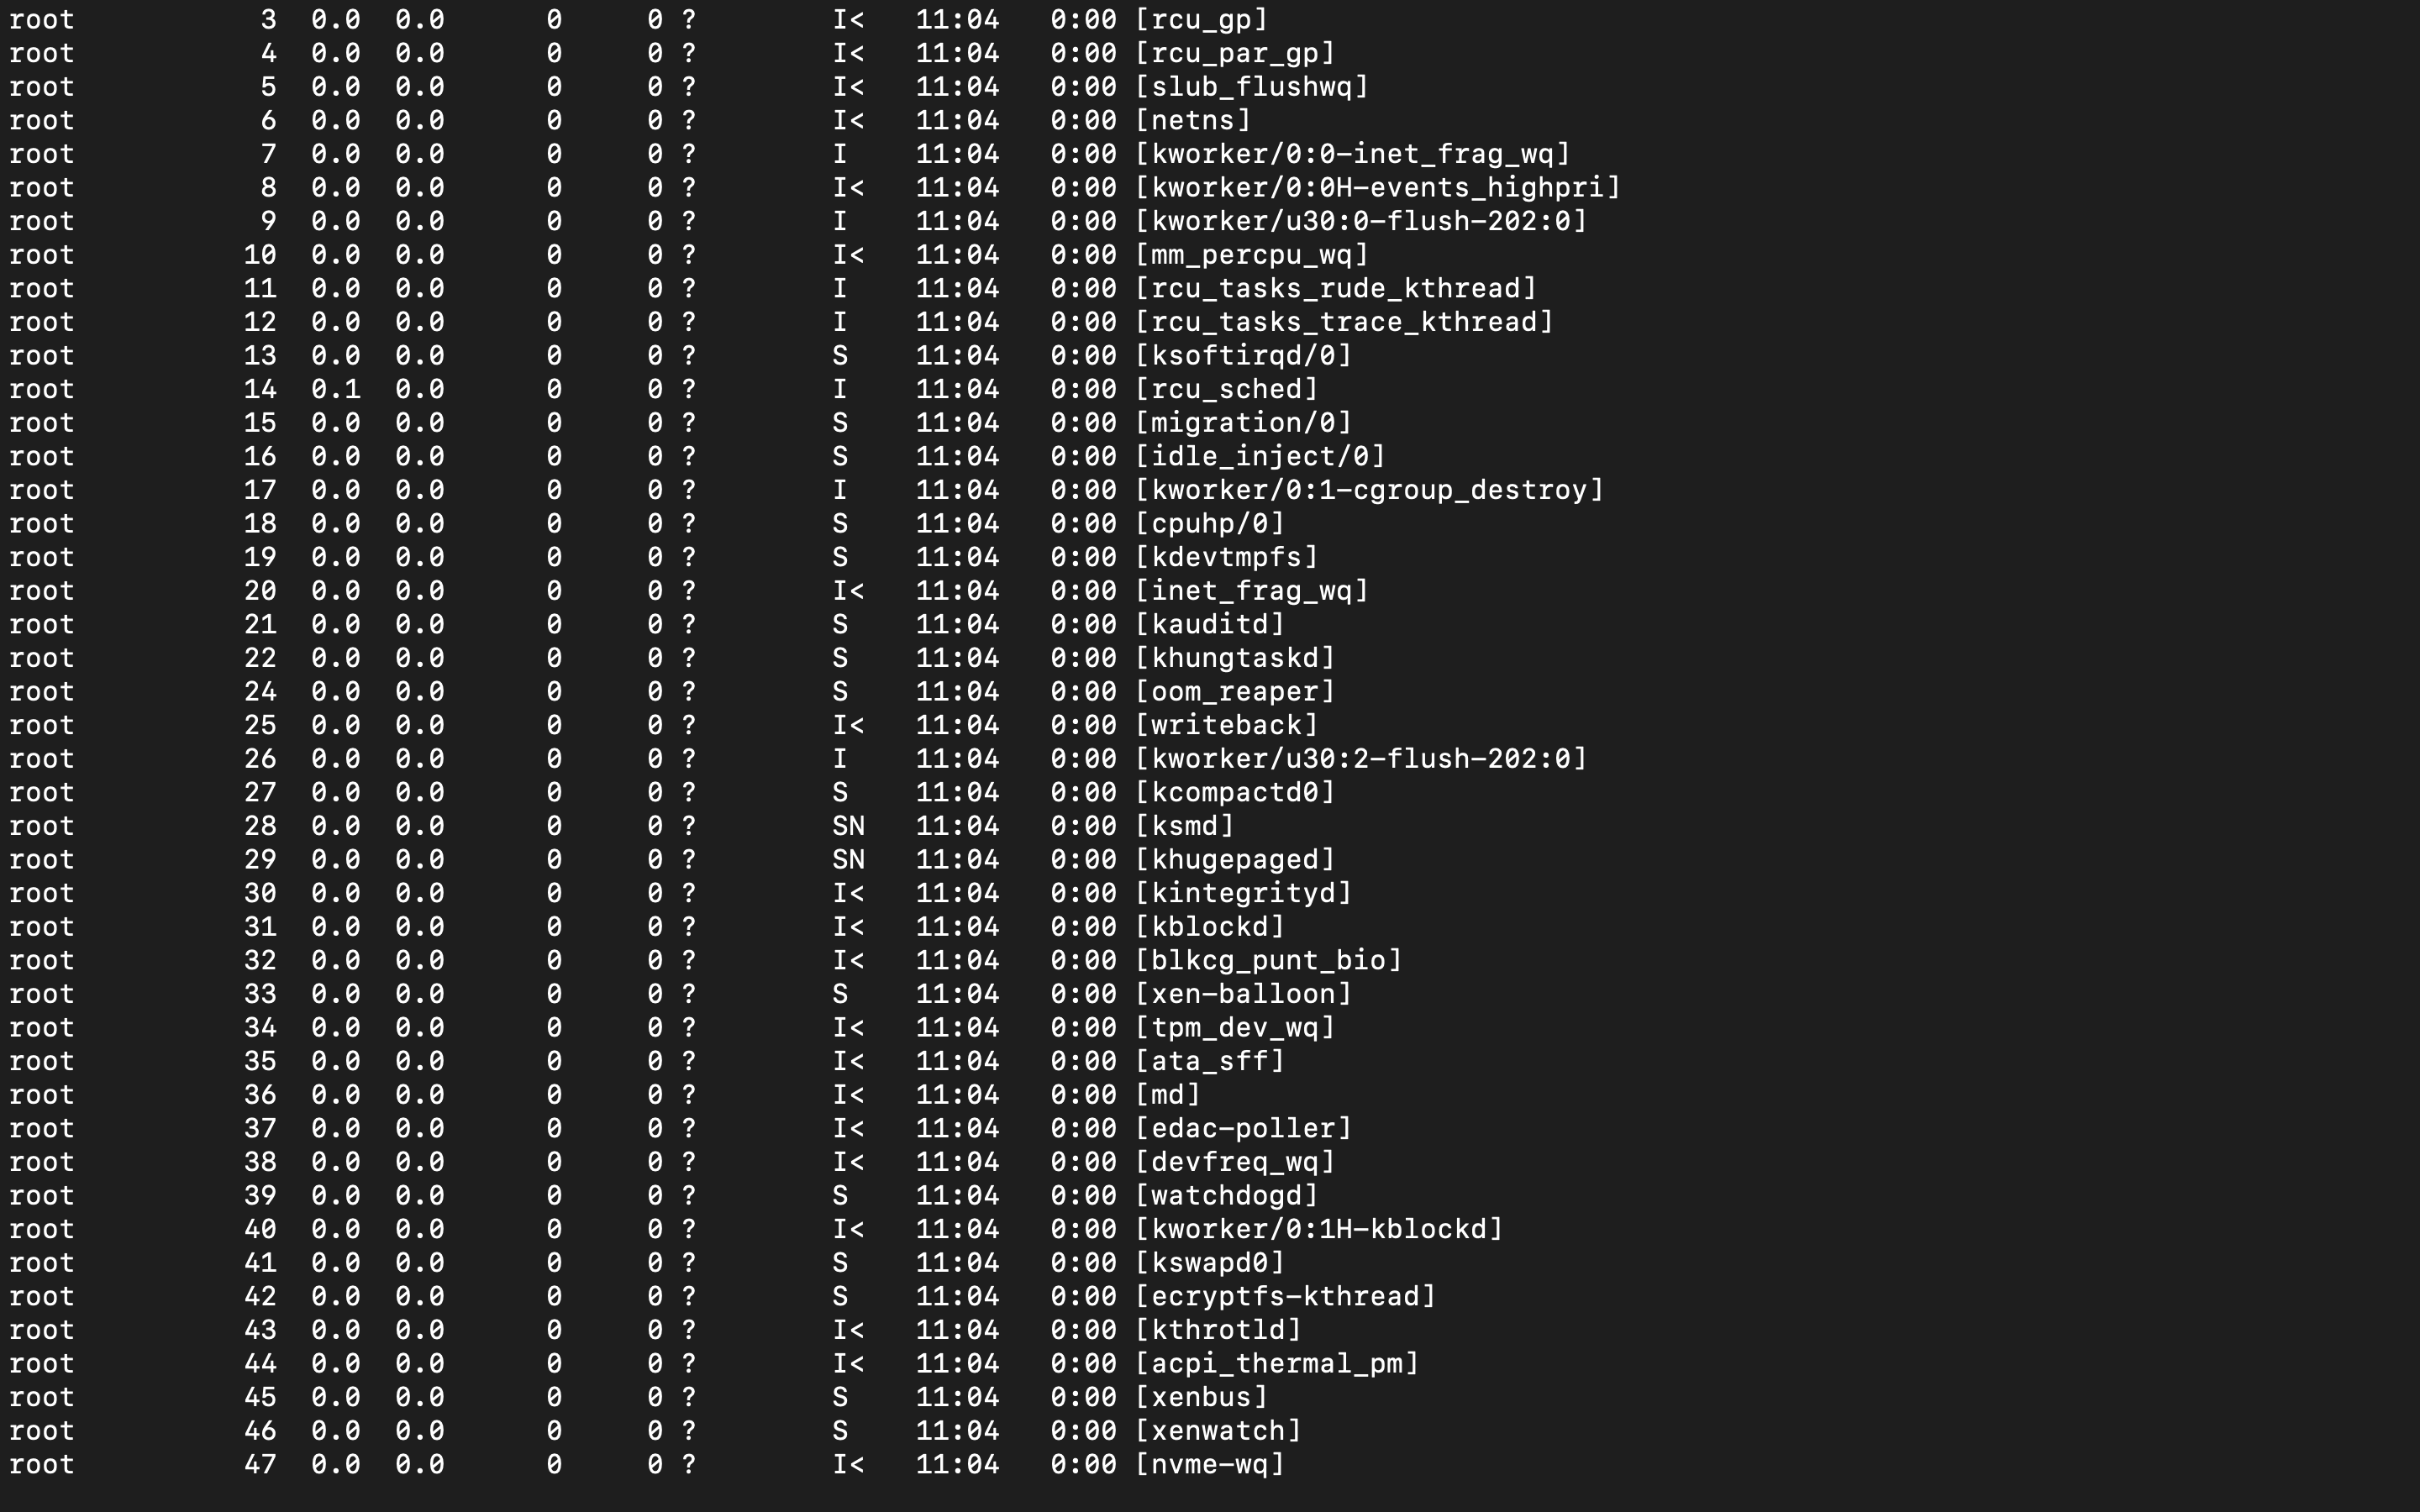 root 3 0.0 0.0 0 0 ? I< 11:04 0:00 [rcu_gp]
root 4 0.0 0.0 0 0 ? I< 11:04 0:00 [rcu_par_gp]
root 5 0.0 0.0 0 0 ? I< 11:04 0:00 [slub_flushwq]
root 6 0.0 0.0 0 0 ? I< 11:04 0:00 [netns]
root 7 0.0 0.0 0 0 ? I 11:04 0:00 [kworker/0:0-inet_frag_wq]
root 8 0.0 0.0 0 0 ? I< 11:04 0:00 [kworker/0:0H-events_highpri]
root 9 0.0 0.0 0 0 ? I 11:04 0:00 [kworker/u30:0-flush-202:0]
root 10 0.0 0.0 0 0 ? I< 11:04 0:00 [mm_percpu_wq]
root 11 0.0 0.0 0 0 ? I 11:04 0:00 [rcu_tasks_rude_kthread]
root 12 0.0 0.0 0 0 ? I 11:04 0:00 [rcu_tasks_trace_kthread]
root 13 0.0 0.0 0 0 ? S 11:04 0:00 [ksoftirqd/0]
root 14 0.1 0.0 0 0 ? I 11:04 0:00 [rcu_sched]
root 15 0.0 0.0 0 0 ? S 11:04 0:00 [migration/0]
root 16 0.0 0.0 0 0 ? S 11:04 0:00 [idle_inject/0]
root 17 0.0 0.0 0 0 ? I 11:04 0:00 [kworker/0:1-cgroup_destroy]
root 18 0.0 0.0 0 0 ? S 11:04 0:00 [cpuhp/0]
root 19 0.0 0.0 0 0 ? S 11:04 0:00 [kdevtmpfs]
root 20 0.0 0.0 0 0 ? I< 11:04 0:00 [inet_frag_wq]
root 21 0.0 0.0 0 0 ? S 11:04 0:00 [kauditd]
root 22 0.0 0.0 0 0 ? S 11:04 0:00 [khungtaskd]
root 24 0.0 0.0 0 0 ? S 11:04 0:00 [oom_reaper]
root 25 0.0 0.0 0 0 ? I< 11:04 0:00 [writeback]
root 26 0.0 0.0 0 0 ? I 11:04 0:00 [kworker/u30:2-flush-202:0]
root 27 0.0 0.0 0 0 ? S 11:04 0:00 [kcompactd0]
root 28 0.0 0.0 0 0 ? SN 11:04 0:00 [ksmd]
root 29 0.0 0.0 0 0 ? SN 11:04 0:00 [khugepaged]
root 30 0.0 0.0 0 0 ? I< 11:04 0:00 [kintegrityd]
root 31 0.0 0.0 0 0 ? I< 11:04 0:00 [kblockd]
root 32 0.0 0.0 0 0 ? I< 11:04 0:00 [blkcg_punt_bio]
root 33 0.0 0.0 0 0 ? S 11:04 0:00 [xen-balloon]
root 34 0.0 0.0 0 0 ? I< 11:04 0:00 [tpm_dev_wq]
root 35 0.0 0.0 0 0 ? I< 11:04 0:00 [ata_sff]
root 36 0.0 0.0 0 0 ? I< 11:04 0:00 [md]
root 37 0.0 0.0 0 0 ? I< 11:04 0:00 [edac-poller]
root 38 0.0 0.0 0 0 ? I< 11:04 0:00 [devfreq_wq]
root 39 0.0 0.0 0 0 ? S 11:04 0:00 [watchdogd]
root 40 0.0 0.0 0 0 ? I< 11:04 0:00 [kworker/0:1H-kblockd]
root 41 0.0 0.0 0 0 ? S 11:04 0:00 [kswapd0]
root 42 0.0 0.0 0 0 ? S 11:04 0:00 [ecryptfs-kthread]
root 43 0.0 0.0 0 0 ? I< 11:04 0:00 [kthrotld]
root 44 0.0 0.0 0 0 ? I< 11:04 0:00 [acpi_thermal_pm]
root 45 0.0 0.0 0 0 ? S 11:04 0:00 [xenbus]
root 46 0.0 0.0 0 0 ? S 11:04 0:00 [xenwatch]
root 47 0.0 0.0 0 0 ? I< 11:04 0:00 [nvme-wq]